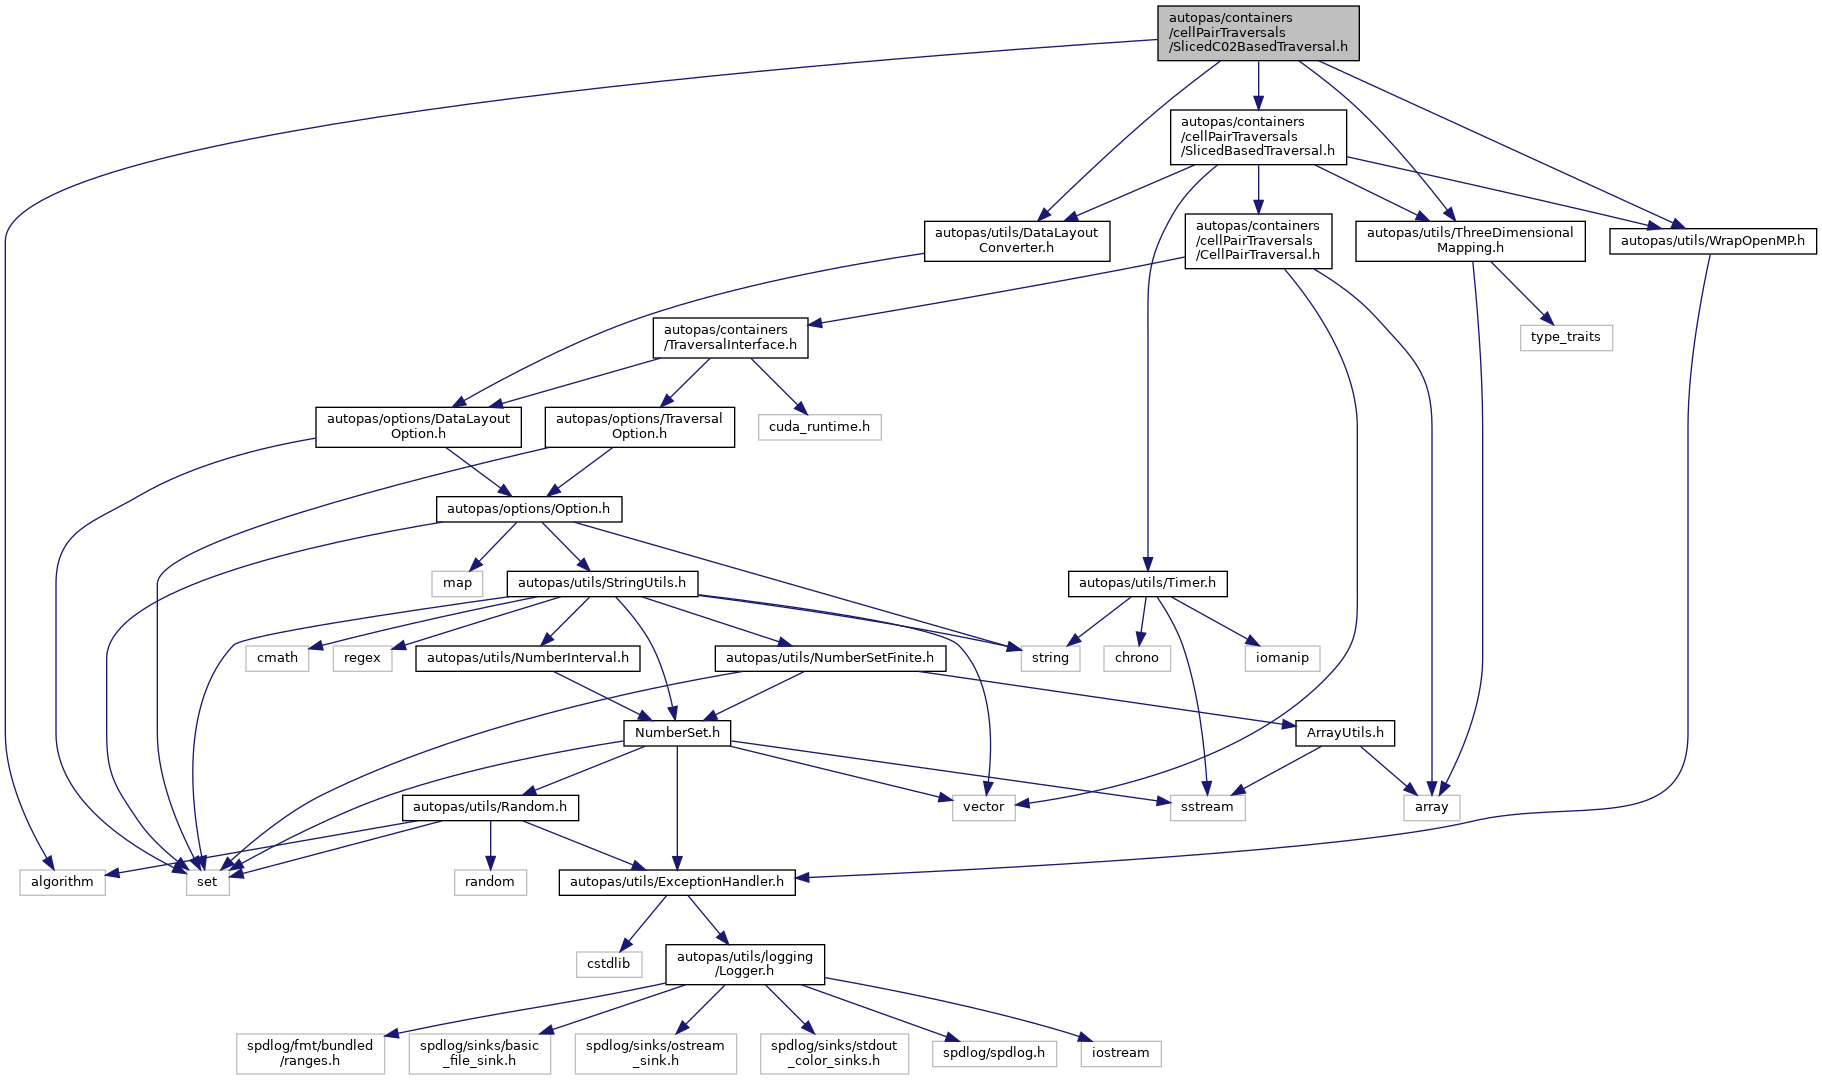 autopas/containers
/cellPairTraversals
/SlicedC02BasedTraversal.h
autopas/containers
/cellPairTraversals
/SlicedBasedTraversal.h
autopas/utils/DataLayout
Converter.h
autopas/containers
/cellPairTraversals
/CellPairTraversal.h
autopas/utils/ThreeDimensional
Mapping.h
autopas/utils/WrapOpenMP.h
autopas/containers
/TraversalInterface.h
type_traits
autopas/options/DataLayout
Option.h
autopas/options/Traversal
Option.h
cuda_runtime.h
autopas/options/Option.h
map
autopas/utils/StringUtils.h
autopas/utils/Timer.h
cmath
regex
autopas/utils/NumberInterval.h
autopas/utils/NumberSetFinite.h
string
chrono
iomanip
NumberSet.h
ArrayUtils.h
autopas/utils/Random.h
vector
sstream
array
algorithm
set
random
autopas/utils/ExceptionHandler.h
cstdlib
autopas/utils/logging
/Logger.h
spdlog/fmt/bundled
/ranges.h
spdlog/sinks/basic
_file_sink.h
spdlog/sinks/ostream
_sink.h
spdlog/sinks/stdout
_color_sinks.h
spdlog/spdlog.h
iostream